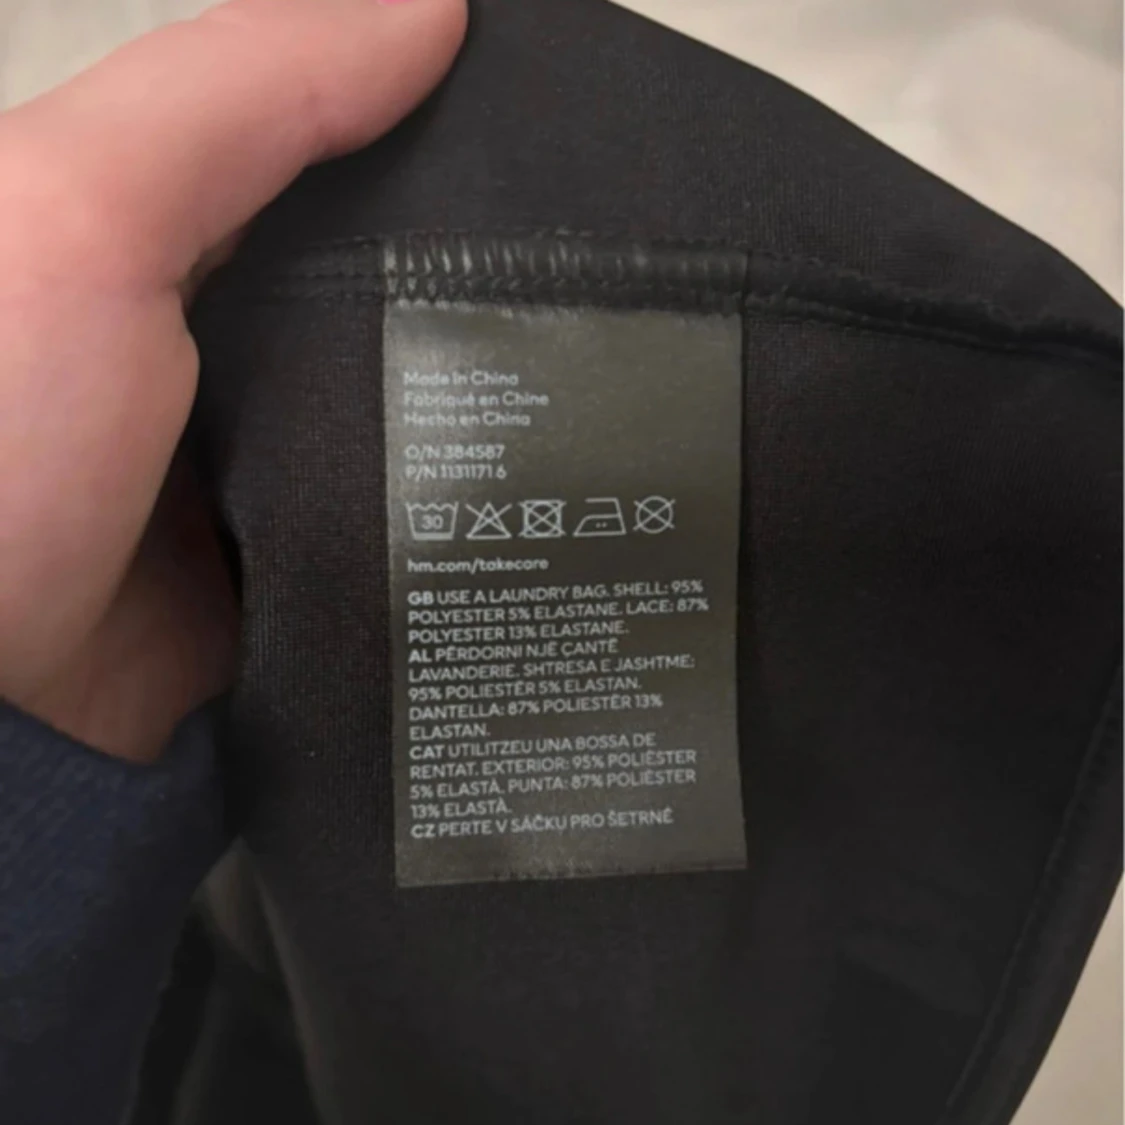 Made in China
Fabriqué en Chine
Hecho en China
O/N 384587
P/N 1131171 6
30
hm.com/takecare
GB USE A LAUNDRY BAG. SHELL: 95%
POLYESTER 5% ELASTANE. LACE: 87%
POLYESTER 13% ELASTANE.
AL PËRDORNI NJË ÇANTË
LAVANDERIE. SHTRESA E JASHTME:
95% POLIESTËR 5% ELASTAN.
DANTELLA: 87% POLIESTËR 13%
ELASTAN.
CAT UTILITZEU UNA BOSSA DE
RENTAT. EXTERIOR: 95% POLIÈSTER
5% ELASTÀ. PUNTA: 87% POLIÈSTER
13% ELASTÀ.
CZ PERTE V SÁČKU PRO ŠETRNÉ